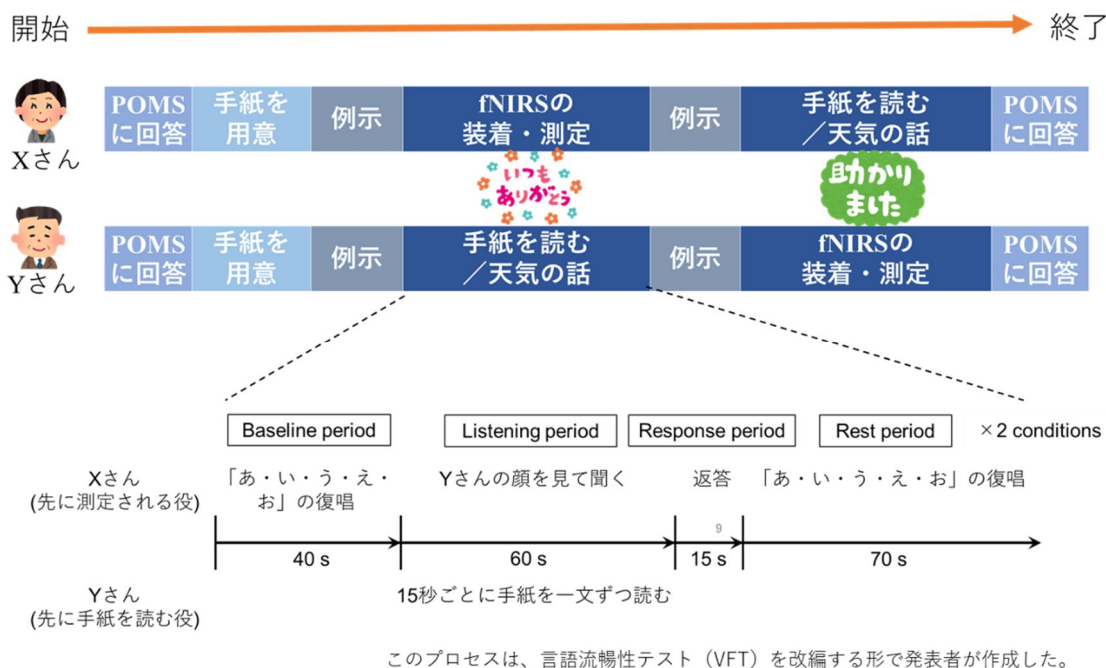 開始
終了
POMS
に回答
手紙を
用意
例示
fNIRSの
装着・測定
例示
手紙を読む
／天気の話
POMS
に回答
Xさん
いつも
ありがとう
助かり
ました
POMS
に回答
手紙を
用意
例示
手紙を読む
／天気の話
例示
fNIRSの
装着・測定
POMS
に回答
Yさん
Baseline period
Listening period
Response period
Rest period
×2 conditions
Xさん
(先に測定される役)
「あ・い・う・え・
お」の復唱
Yさんの顔を見て聞く
返答
「あ・い・う・え・お」の復唱
9
40 s
60 s
15 s
70 s
Yさん
(先に手紙を読む役)
15秒ごとに手紙を一文ずつ読む
このプロセスは、言語流暢性テスト（VFT）を改編する形で発表者が作成した。